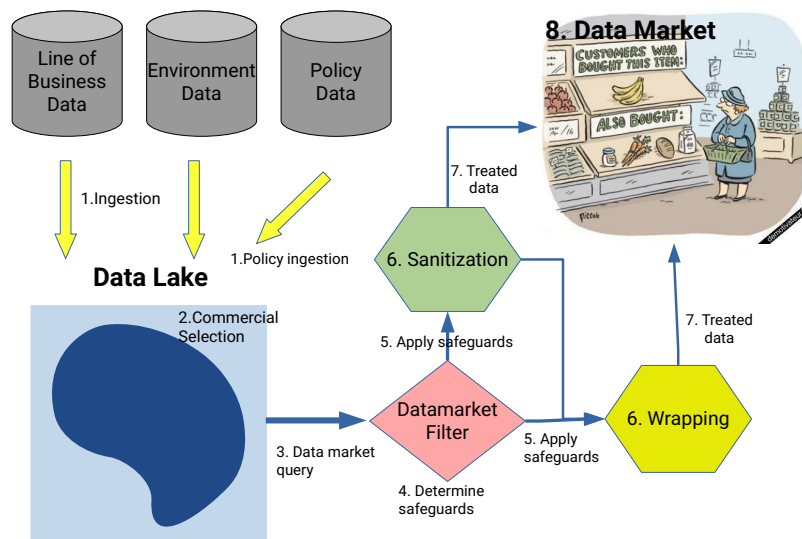 Line of
Business
Data
Environment
Data
Policy
Data
8. Data Market
CUSTOMERS WHO
BOUGHT THIS ITEM:
ALSO BOUGHT:
demotivateur
1.Ingestion
1.Policy ingestion
7. Treated
data
6. Sanitization
Data Lake
2.Commercial
Selection
5. Apply safeguards
7. Treated
data
Datamarket
Filter
6. Wrapping
3. Data market
query
5. Apply
safeguards
4. Determine
safeguards